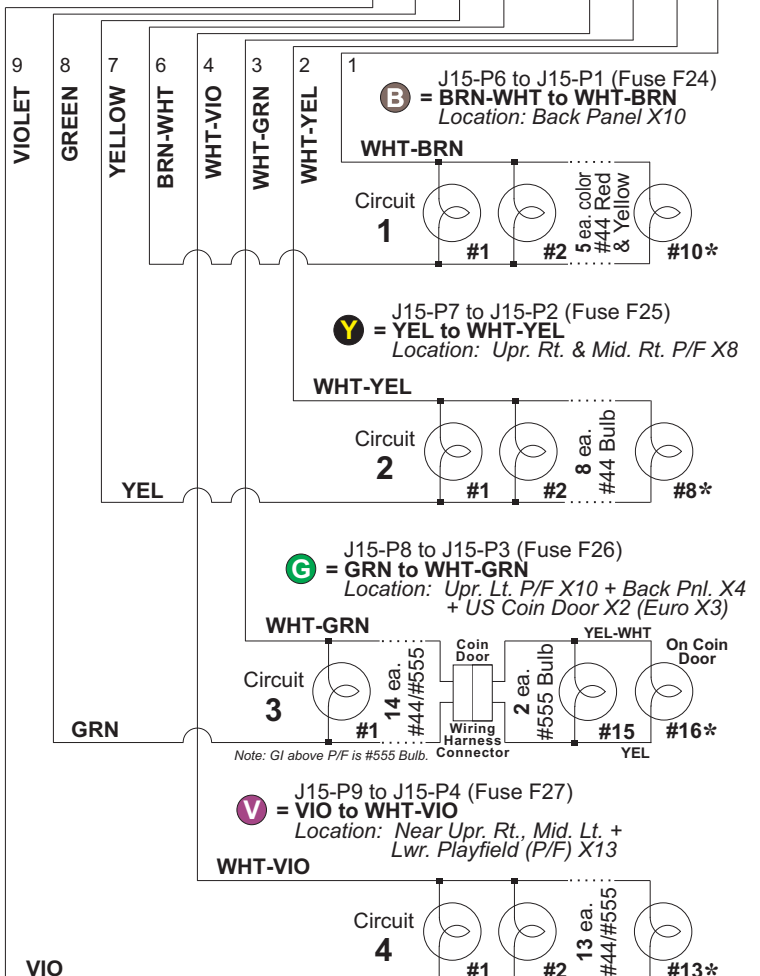 9 8 7 6 4 3 2 1
VIOLET
GREEN
YELLOW
BRN-WHT
WHT-VIO
WHT-GRN
WHT-YEL
J15-P6 to J15-P1 (Fuse F24)
B = BRN-WHT to WHT-BRN
Location: Back Panel X10
WHT-BRN
Circuit
1
#1 #2
5 ea. color
#44 Red
& Yellow
#10*
J15-P7 to J15-P2 (Fuse F25)
Y = YEL to WHT-YEL
Location: Upr. Rt. & Mid. Rt. P/F X8
WHT-YEL
Circuit
2
YEL
#1 #2
8 ea.
#44 Bulb
#8*
J15-P8 to J15-P3 (Fuse F26)
G = GRN to WHT-GRN
Location: Upr. Lt. P/F X10 + Back Pnl. X4
+ US Coin Door X2 (Euro X3)
WHT-GRN
Circuit
3
GRN
#1
14 ea.
#44/#555
Coin
Door
Wiring
Harness
Connector
2 ea.
#555 Bulb
YEL-WHT
On Coin
Door
#15 #16*
YEL
Note: GI above P/F is #555 Bulb.
J15-P9 to J15-P4 (Fuse F27)
V = VIO to WHT-VIO
Location: Near Upr. Rt., Mid. Lt. +
Lwr. Playfield (P/F) X13
WHT-VIO
Circuit
4
VIO
#1 #2
13 ea.
#44/#555
#13*